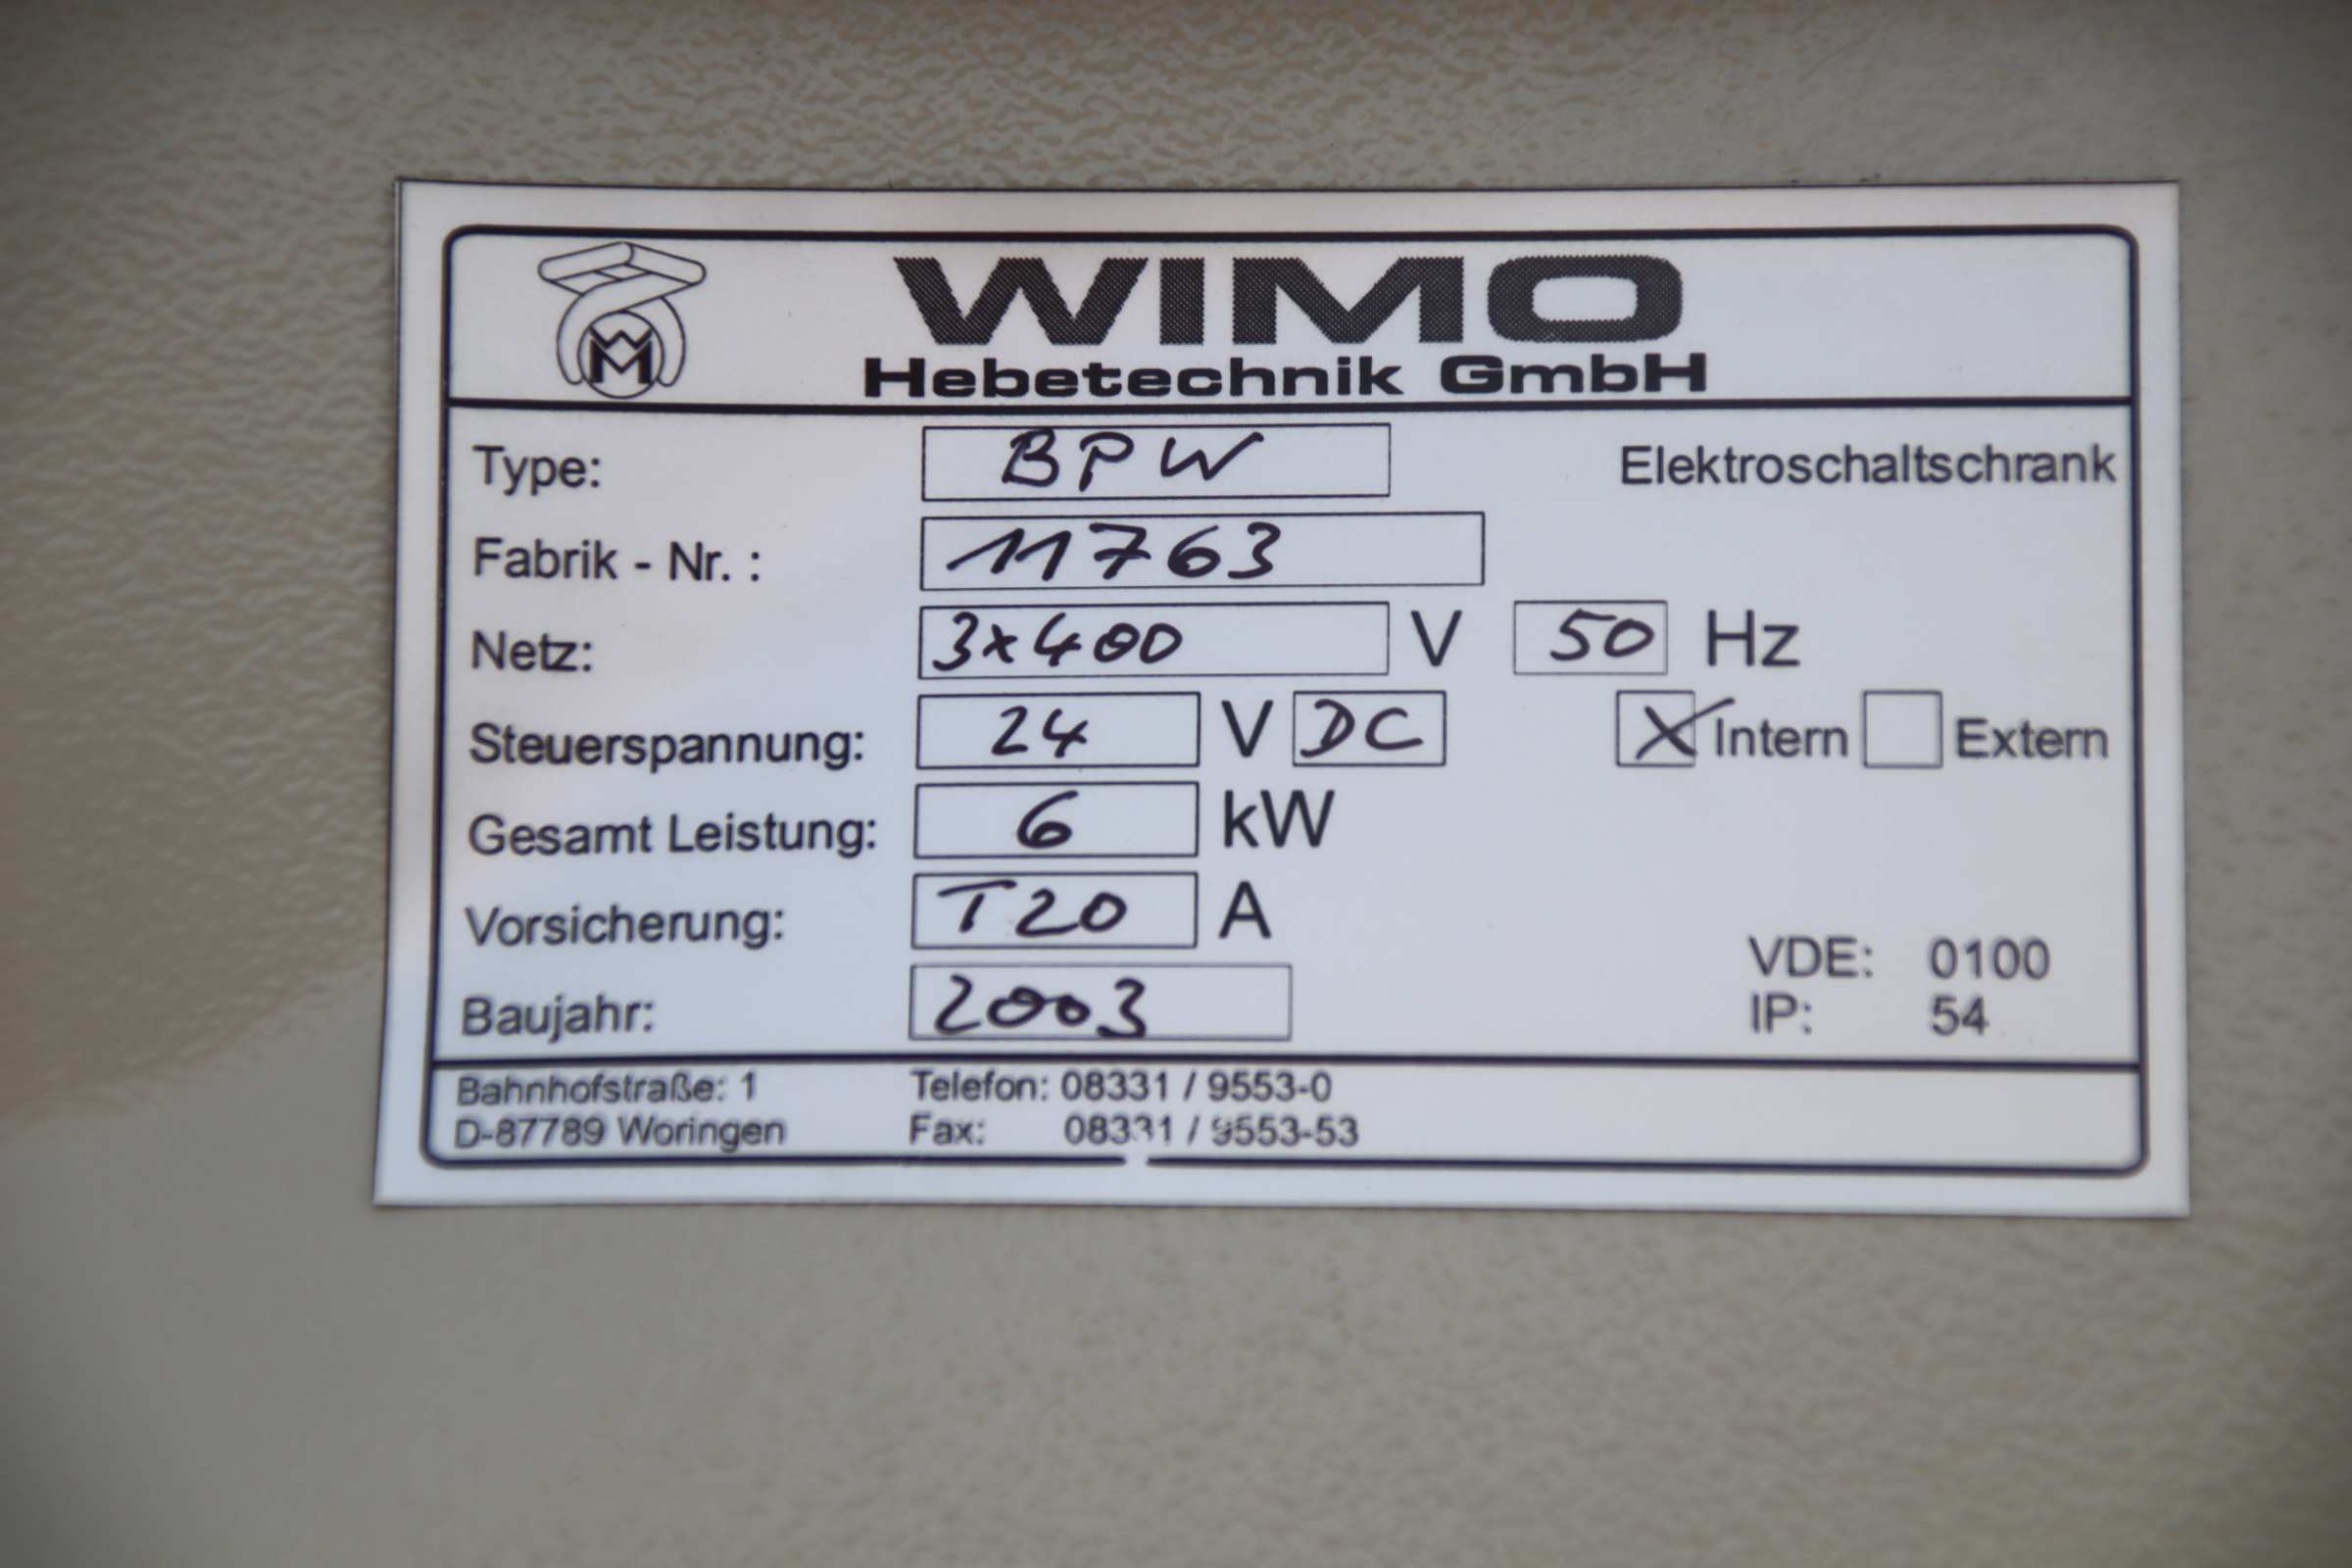 WIMO
Hebetechnik GmbH
Type: BPW Elektroschaltschrank
Fabrik - Nr. : 11763
Netz: 3x400 V 50 Hz
Steuerspannung: 24 V DC X Intern Extern
Gesamt Leistung: 6 kW
Vorsicherung: T20 A
Baujahr: 2003
VDE: 0100
IP: 54
Bahnhofstraße: 1 Telefon: 08331 / 9553-0
D-87789 Woringen Fax: 08331 / 9553-53